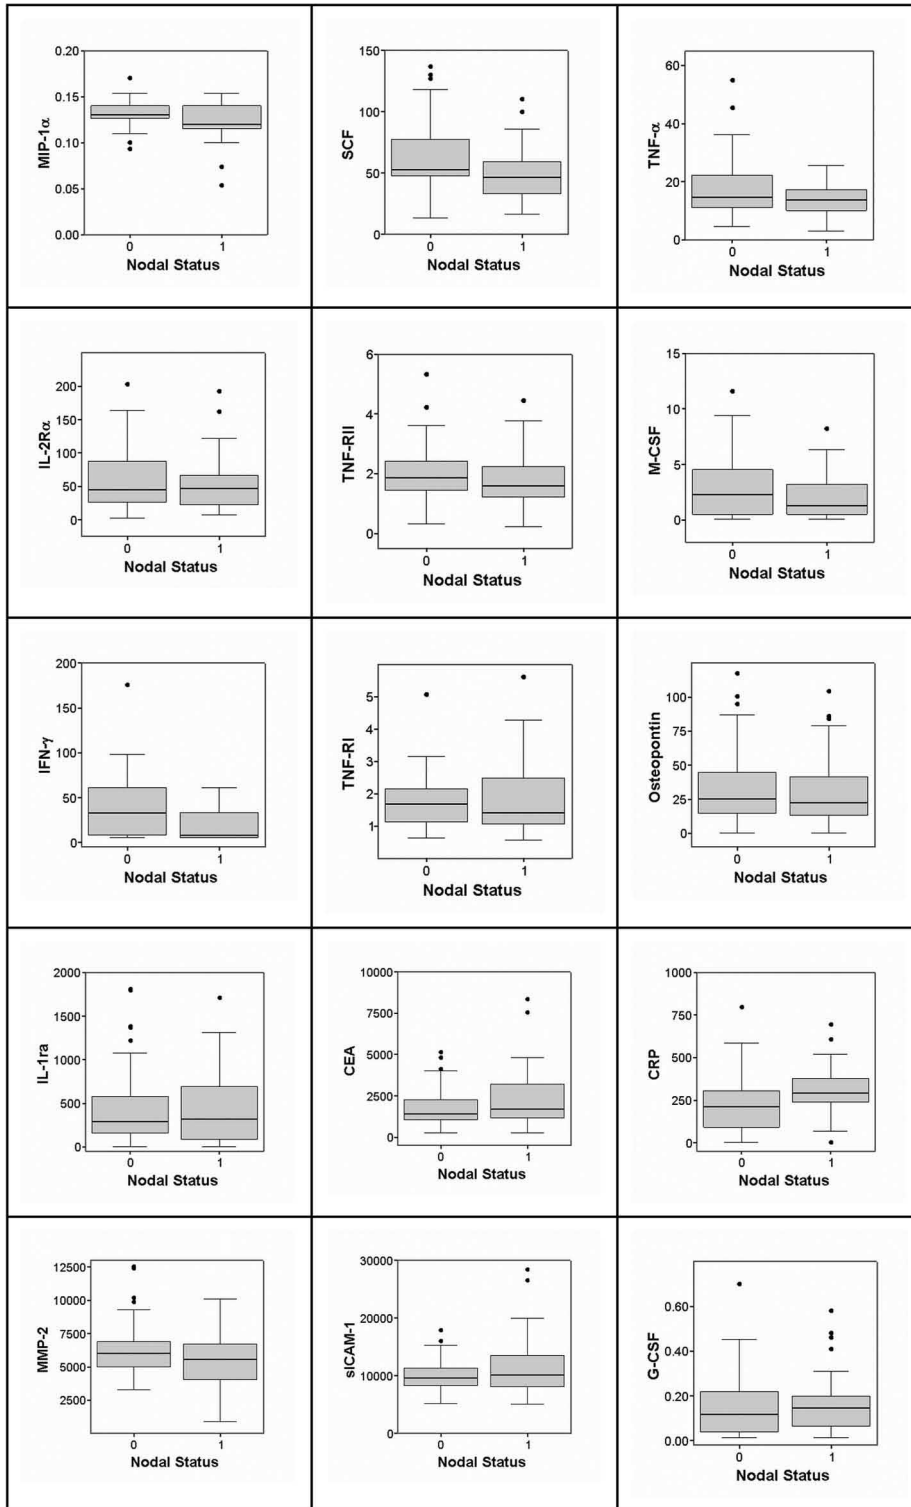 0.20
0.15
0.10
0.05
0.00
MIP-1α
0 1
Nodal Status
150
100
50
0
SCF
0 1
Nodal Status
60
40
20
0
TNF-α
0 1
Nodal Status
200
150
100
50
0
IL-2Rα
0 1
Nodal Status
6
4
2
0
TNF-RII
0 1
Nodal Status
15
10
5
0
M-CSF
0 1
Nodal Status
200
150
100
50
0
IFN-γ
0 1
Nodal Status
5
4
3
2
1
TNF-RI
0 1
Nodal Status
100
75
50
25
0
Osteopontin
0 1
Nodal Status
2000
1500
1000
500
0
IL-1ra
0 1
Nodal Status
10000
7500
5000
2500
0
CEA
0 1
Nodal Status
1000
750
500
250
0
CRP
0 1
Nodal Status
12500
10000
7500
5000
2500
MMP-2
0 1
Nodal Status
30000
20000
10000
0
sICAM-1
0 1
Nodal Status
0.60
0.40
0.20
0.00
G-CSF
0 1
Nodal Status